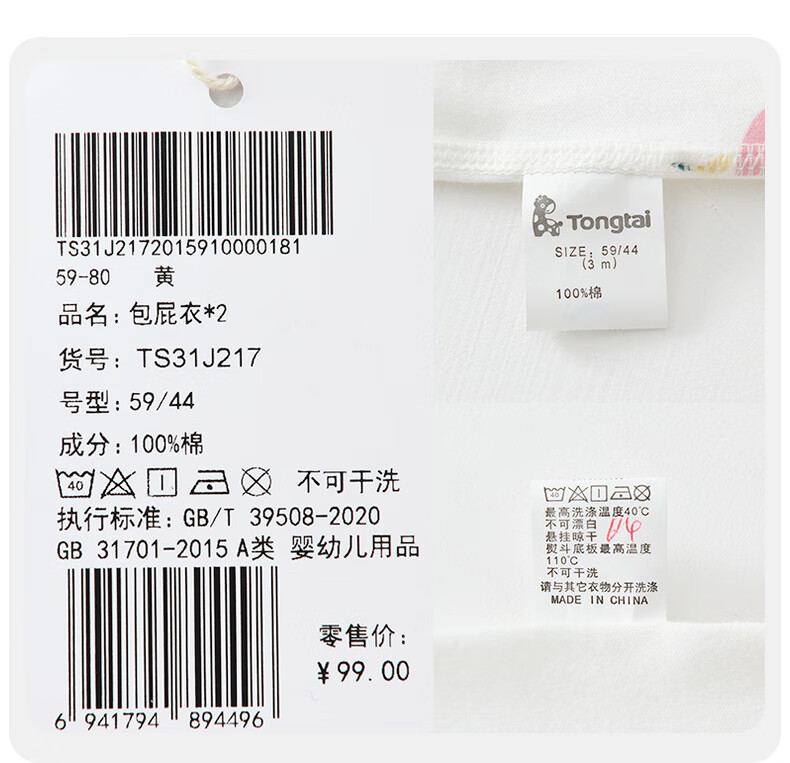 TS31J2172015910000181
59-80 黄
品名: 包屁衣*2
货号: TS31J217
号型: 59/44
成分: 100%棉
40 不可干洗
执行标准: GB/T 39508-2020
GB 31701-2015 A类 婴幼儿用品
零售价:
¥99.00
6 941794 894496
Tongtai
SIZE: 59/44
(3 m)
100%棉
40
最高洗涤温度40℃
不可漂白
悬挂晾干
熨斗底板最高温度
110℃
不可干洗
请与其它衣物分开洗涤
MADE IN CHINA